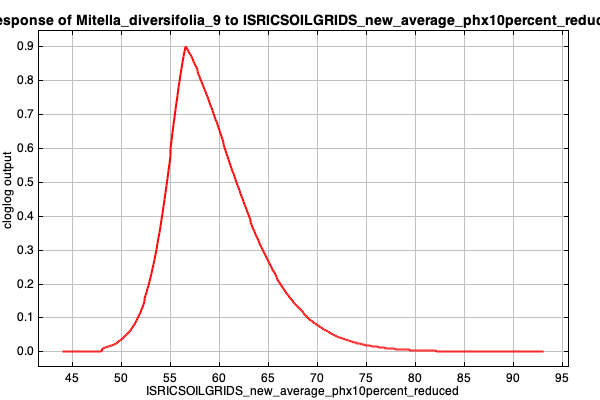 esponse of Mitella_diversifolia_9 to ISRICSOILGRIDS_new_average_phx10percent_reduc
0.9
0.8
0.7
0.6
0.5
0.4
0.3
0.2
0.1
0.0
cloglog output
45 50 55 60 65 70 75 80 85 90 95
ISRICSOILGRIDS_new_average_phx10percent_reduced